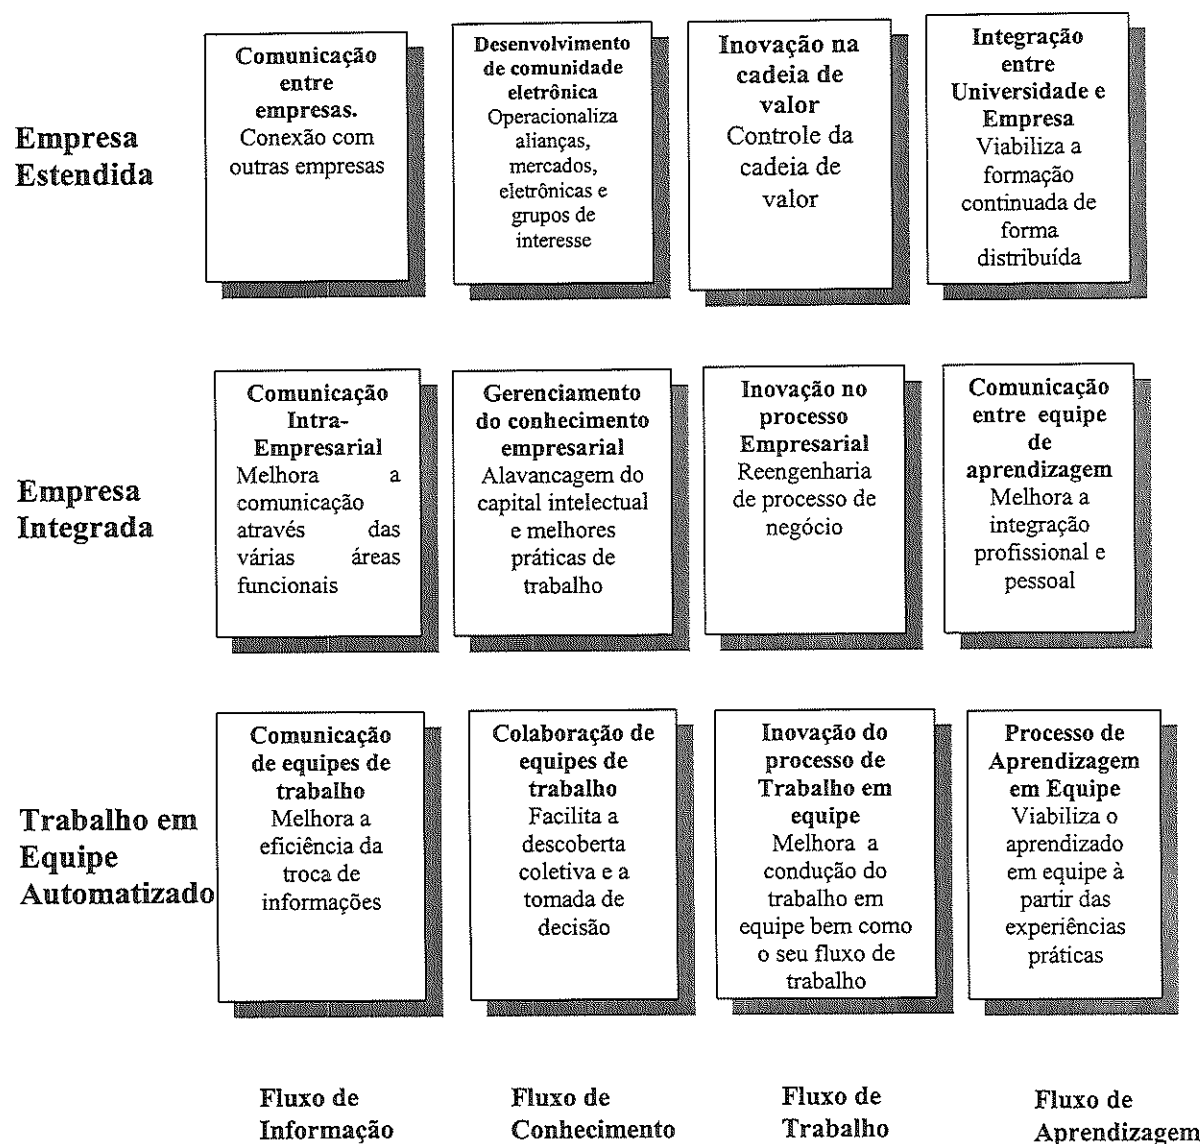 Empresa
Estendida
Comunicação
entre
empresas.
Conexão com
outras empresas
Desenvolvimento
de comunidade
eletrônica
Operacionaliza
alianças,
mercados,
eletrônicas e
grupos de
interesse
Inovação na
cadeia de
valor
Controle da
cadeia de
valor
Integração
entre
Universidade e
Empresa
Viabiliza a
formação
continuada de
forma
distribuída
Empresa
Integrada
Comunicação
Intra-
Empresarial
Melhora a
comunicação
através das
várias áreas
funcionais
Gerenciamento
do conhecimento
empresarial
Alavancagem do
capital intelectual
e melhores
práticas de
trabalho
Inovação no
processo
Empresarial
Reengenharia
de processo de
negócio
Comunicação
entre equipe
de
aprendizagem
Melhora a
integração
profissional e
pessoal
Trabalho em
Equipe
Automatizado
Comunicação
de equipes de
trabalho
Melhora a
eficiência da
troca de
informações
Colaboração de
equipes de
trabalho
Facilita a
descoberta
coletiva e a
tomada de
decisão
Inovação do
processo de
Trabalho em
equipe
Melhora a
condução do
trabalho em
equipe bem como
o seu fluxo de
trabalho
Processo de
Aprendizagem
em Equipe
Viabiliza o
aprendizado
em equipe à
partir das
experiências
práticas
Fluxo de
Informação
Fluxo de
Conhecimento
Fluxo de
Trabalho
Fluxo de
Aprendizagem